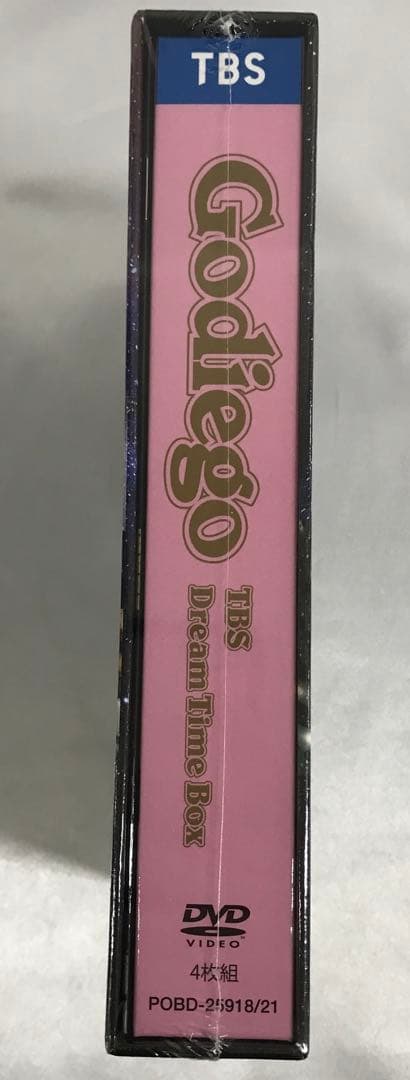 TBS
Godiego
TBS
Dream Time Box
DVD
VIDEO
4枚組
POBD-25918/21